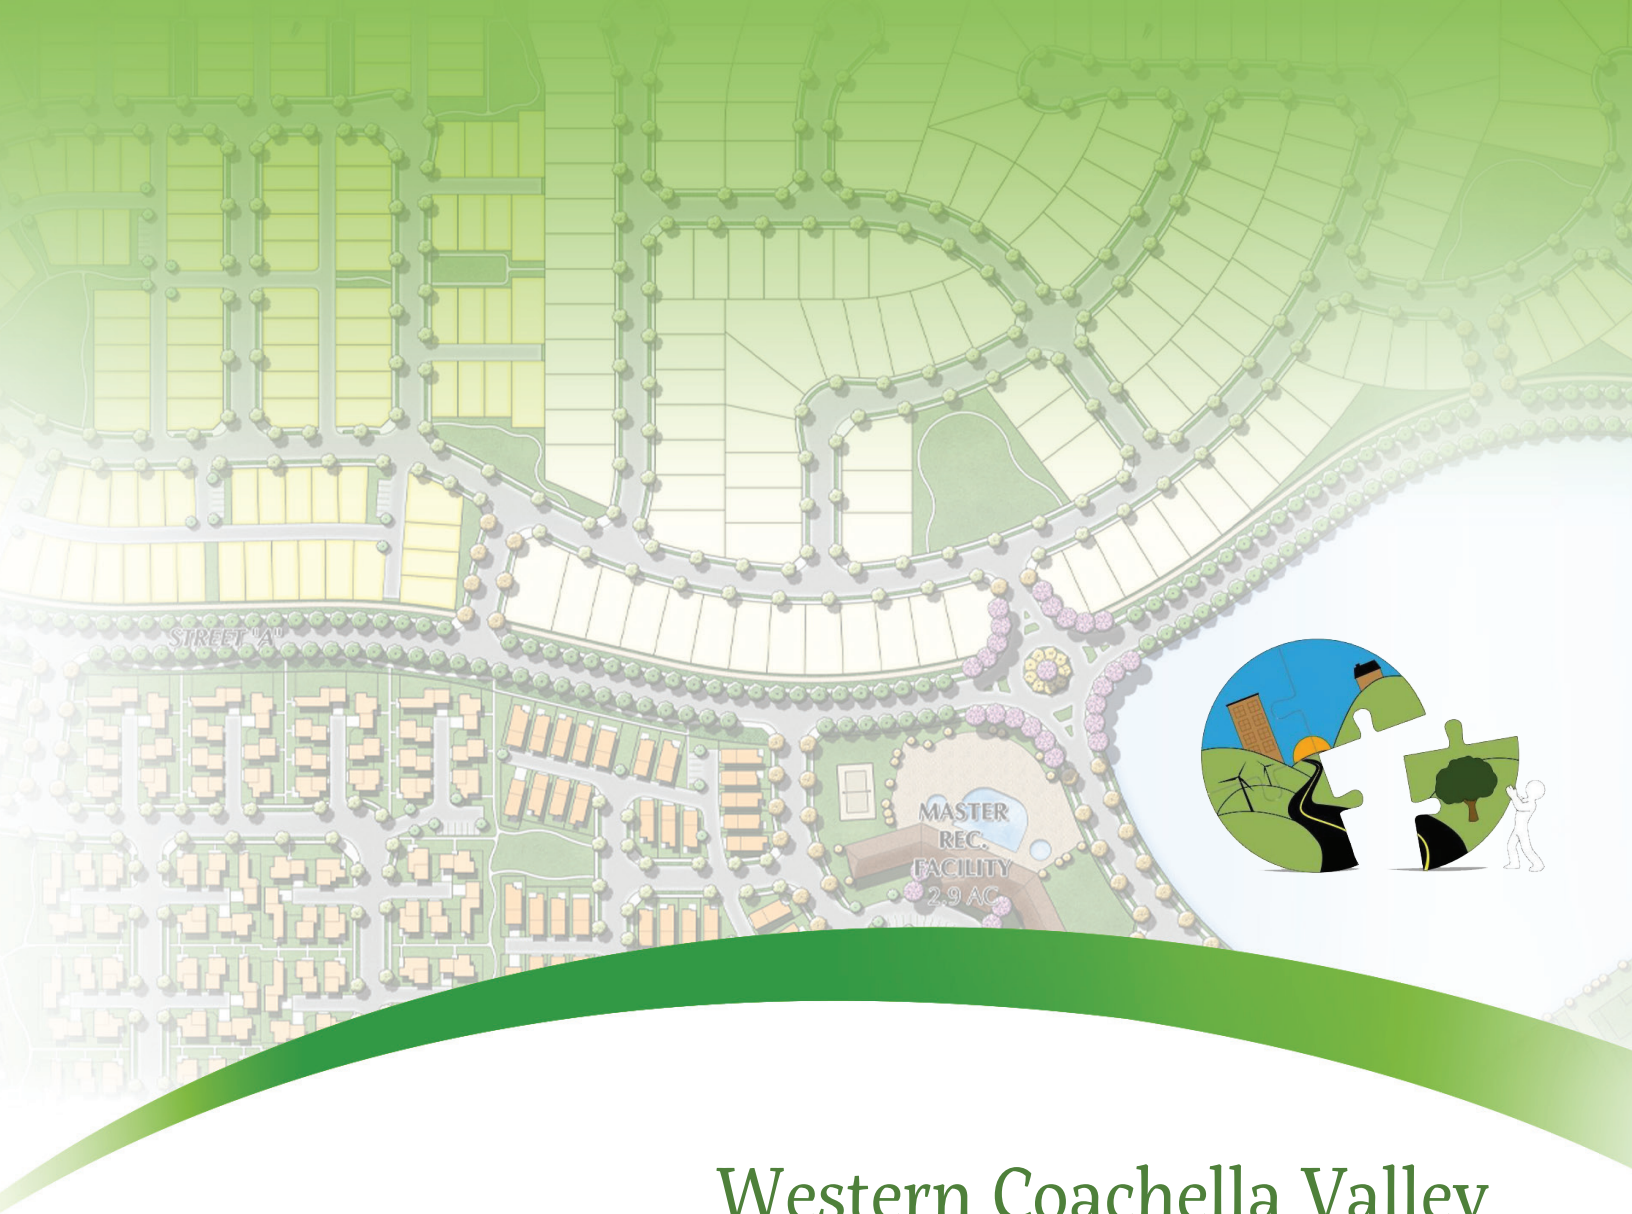 STREET "A"
MASTER
REC.
FACILITY
2.9 AC
Western Coachella Valley